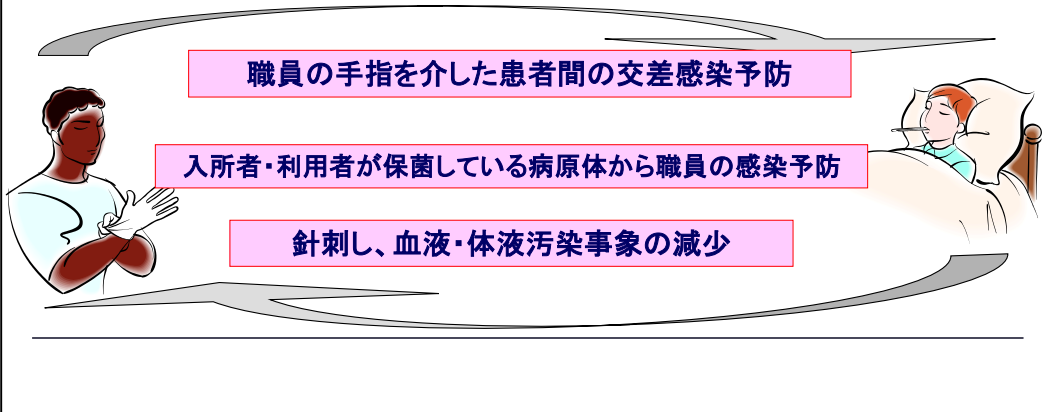 職員の手指を介した患者間の交差感染予防
入所者・利用者が保菌している病原体から職員の感染予防
針刺し、血液・体液汚染事象の減少